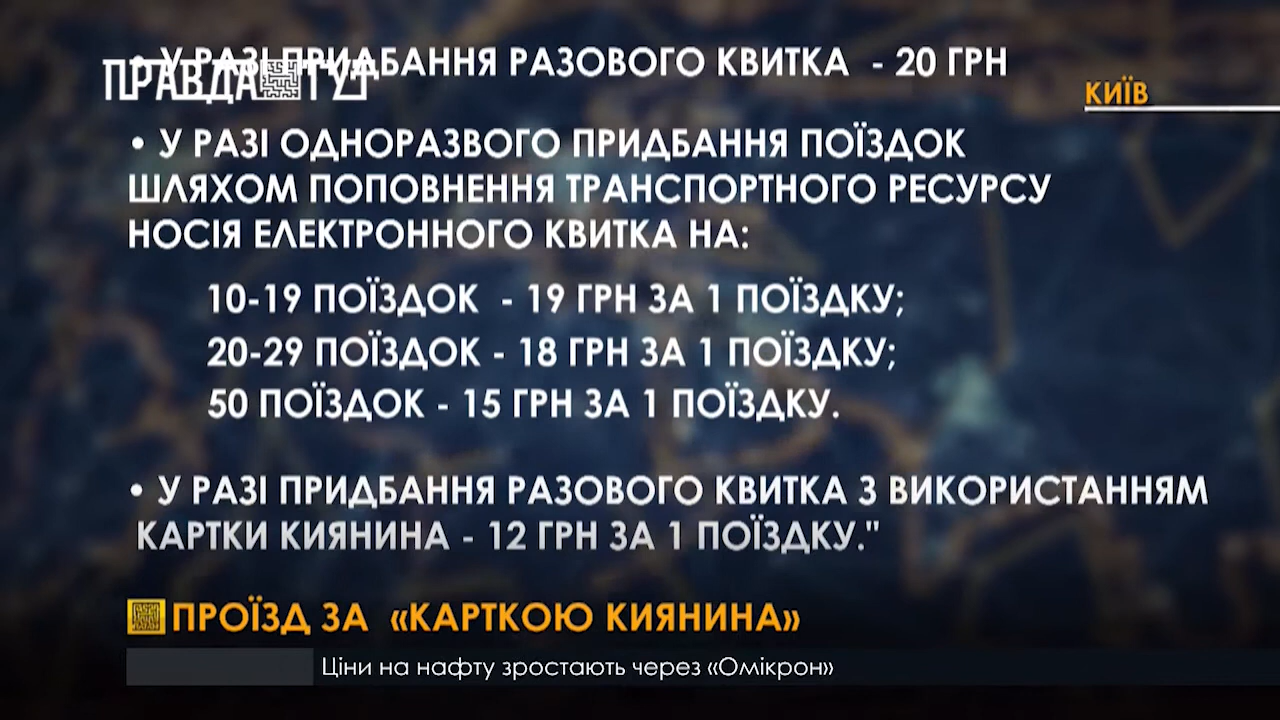 • У РАЗІ ПРИДБАННЯ РАЗОВОГО КВИТКА - 20 ГРН
ПРАВДА ТУТ
КИЇВ
• У РАЗІ ОДНОРАЗВОГО ПРИДБАННЯ ПОЇЗДОК
ШЛЯХОМ ПОПОВНЕННЯ ТРАНСПОРТНОГО РЕСУРСУ
НОСІЯ ЕЛЕКТРОННОГО КВИТКА НА:
10-19 ПОЇЗДОК - 19 ГРН ЗА 1 ПОЇЗДКУ;
20-29 ПОЇЗДОК - 18 ГРН ЗА 1 ПОЇЗДКУ;
50 ПОЇЗДОК - 15 ГРН ЗА 1 ПОЇЗДКУ.
• У РАЗІ ПРИДБАННЯ РАЗОВОГО КВИТКА З ВИКОРИСТАННЯМ
КАРТКИ КИЯНИНА - 12 ГРН ЗА 1 ПОЇЗДКУ."
ПРОЇЗД ЗА «КАРТКОЮ КИЯНИНА»
Ціни на нафту зростають через «Омікрон»